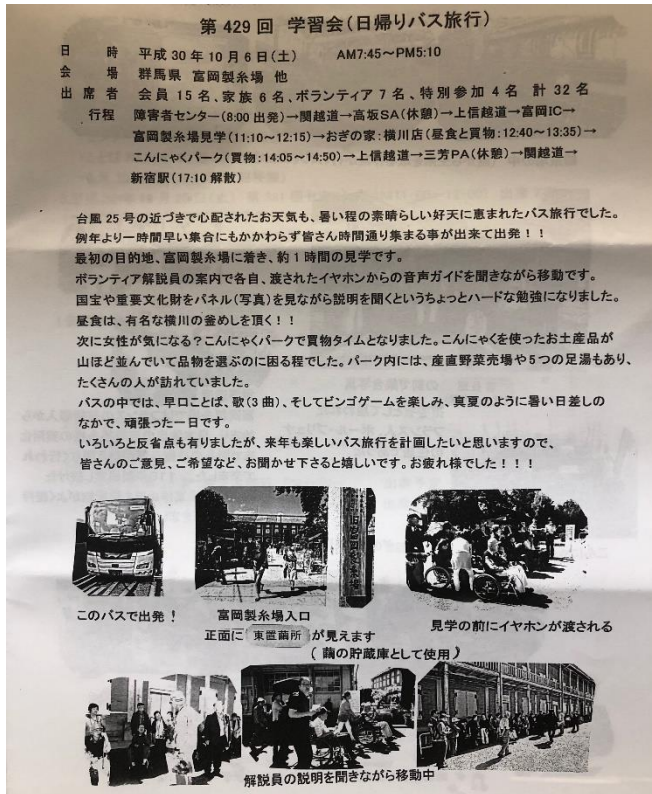 第429回 学習会(日帰りバス旅行)
日時 平成30年10月6日(土) AM7:45~PM5:10
会場 群馬県 富岡製糸場 他
出席者 会員15名、家族6名、ボランティア7名、特別参加4名 計32名
行程 障害者センター(8:00出発)→関越道→高坂SA(休憩)→上信越道→富岡IC→
富岡製糸場見学(11:10~12:15)→おぎの家:横川店(昼食と買物:12:40~13:35)→
こんにゃくパーク(買物:14:05~14:50)→上信越道→三芳PA(休憩)→関越道→
新宿駅(17:10解散)
台風25号の近づきで心配されたお天気も、暑い程の素晴らしい好天に恵まれたバス旅行でした。
例年より一時間早い集合にもかかわらず皆さん時間通り集まる事が出来て出発!!
最初の目的地、富岡製糸場に着き、約1時間の見学です。
ボランティア解説員の案内で各自、渡されたイヤホンからの音声ガイドを聞きながら移動です。
国宝や重要文化財をパネル(写真)を見ながら説明を聞くというちょっとハードな勉強になりました。
昼食は、有名な横川の釜めしを頂く!!
次に女性が気になる?こんにゃくパークで買物タイムとなりました。こんにゃくを使ったお土産品が
山ほど並んでいて品物を選ぶのに困る程でした。パーク内には、産直野菜売場や5つの足湯もあり、
たくさんの人が訪れていました。
バスの中では、早口ことば、歌(3曲)、そしてビンゴゲームを楽しみ、真夏のように暑い日差しの
なかで、頑張った一日です。
いろいろと反省点も有りましたが、来年も楽しいバス旅行を計画したいと思いますので、
皆さんのご意見、ご希望など、お聞かせ下さると嬉しいです。お疲れ様でした!!!
旧富岡製糸場
このバスで出発!
富岡製糸場入口
正面に 東置繭所 が見えます
(繭の貯蔵庫として使用)
見学の前にイヤホンが渡される
解説員の説明を聞きながら移動中